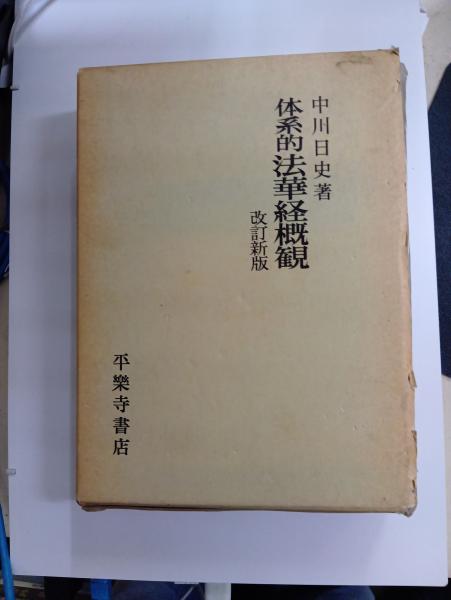 中川日史著
体系的法華経概観
改訂新版
平樂寺書店